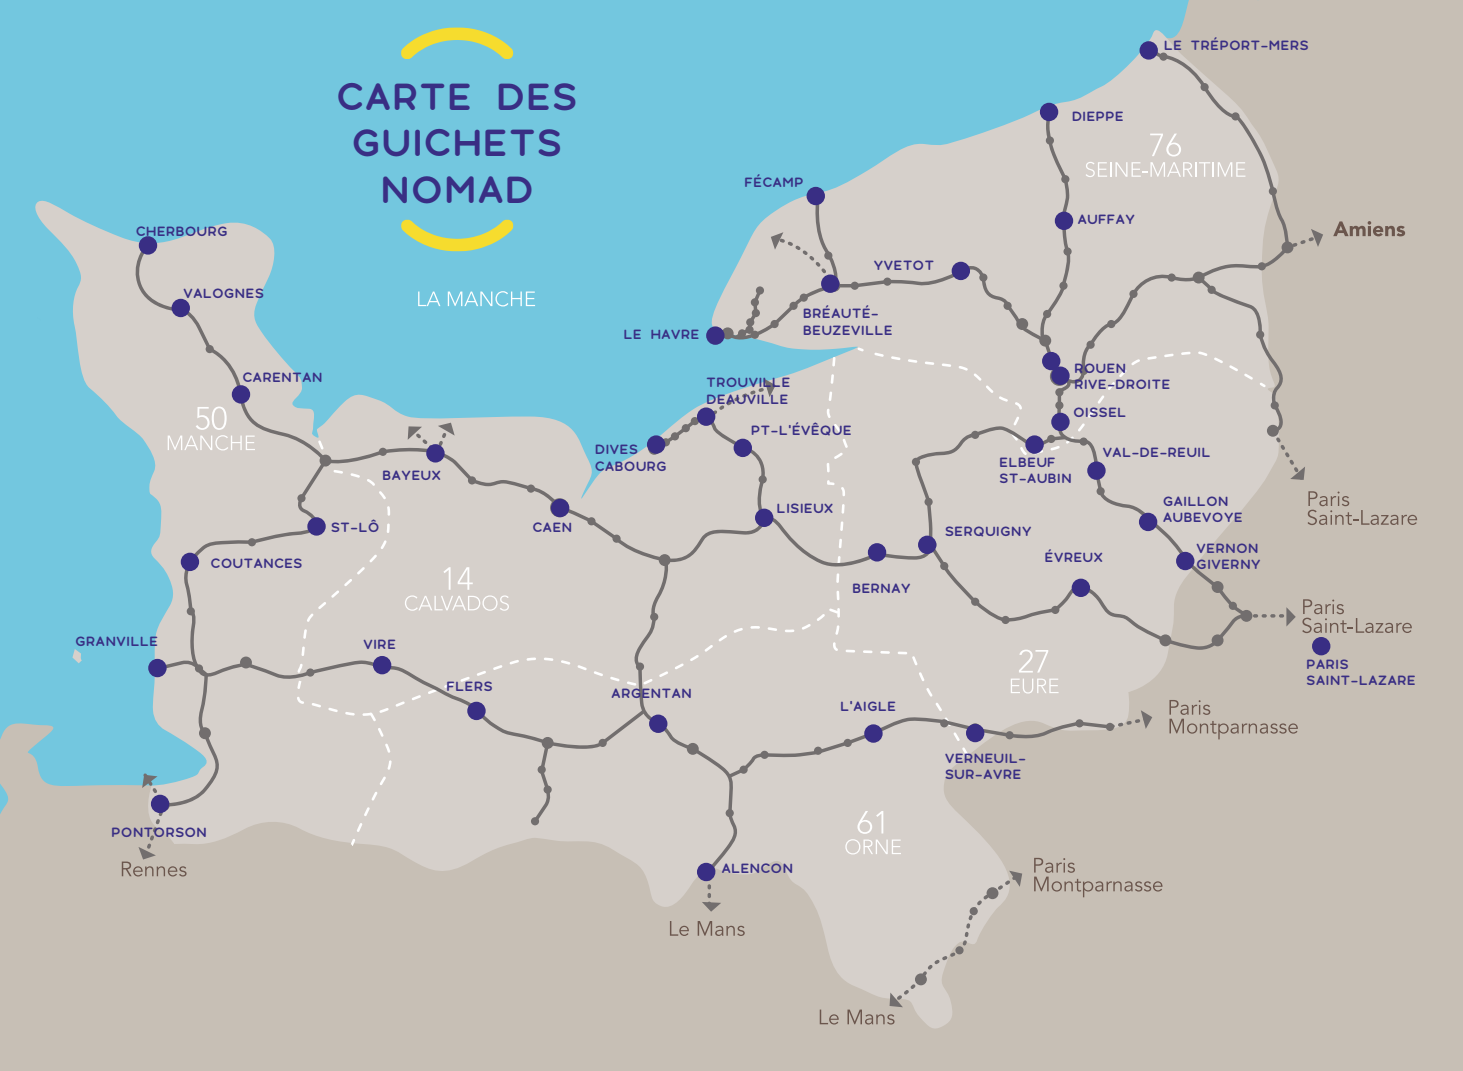 CARTE DES
GUICHETS
NOMAD
LA MANCHE
LE TRÉPORT-MERS
DIEPPE
76
SEINE-MARITIME
FÉCAMP
AUFFAY
Amiens
YVETOT
BRÉAUTÉ-
BEUZEVILLE
LE HAVRE
CHERBOURG
VALOGNES
CARENTAN
50
MANCHE
BAYEUX
CAEN
ST-LÔ
COUTANCES
TROUVILLE
DEAUVILLE
PT-L'ÉVÊQUE
DIVES
CABOURG
LISIEUX
ROUEN
RIVE-DROITE
OISSEL
ELBEUF
ST-AUBIN
VAL-DE-REUIL
GAILLON
AUBEVOYE
VERNON
GIVERNY
Paris
Saint-Lazare
SERQUIGNY
ÉVREUX
BERNAY
14
CALVADOS
Paris
Saint-Lazare
PARIS
SAINT-LAZARE
GRANVILLE
VIRE
FLERS
ARGENTAN
27
EURE
L'AIGLE
VERNEUIL-
SUR-AVRE
Paris
Montparnasse
PONTORSON
Rennes
61
ORNE
ALENCON
Le Mans
Paris
Montparnasse
Le Mans